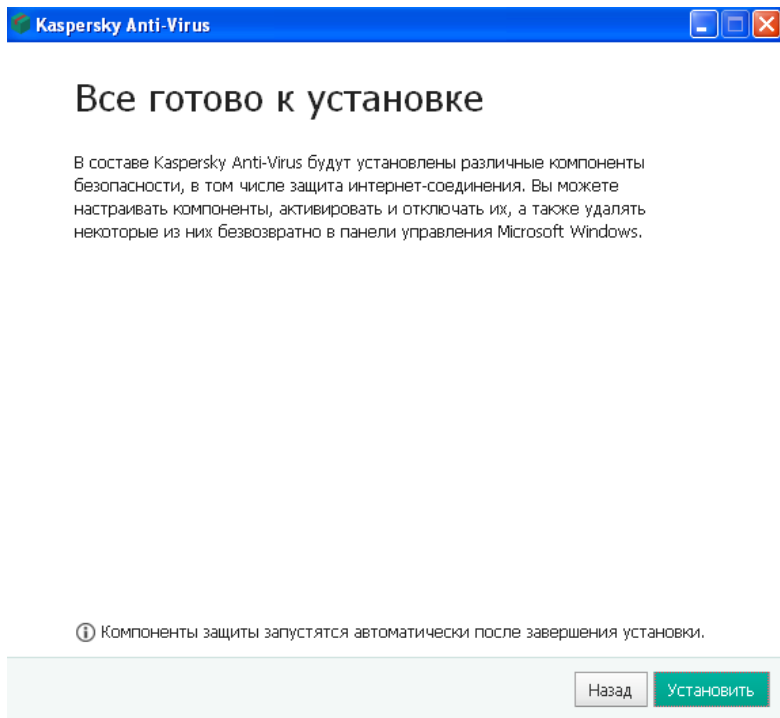 Kaspersky Anti-Virus
Все готово к установке
В составе Kaspersky Anti-Virus будут установлены различные компоненты
безопасности, в том числе защита интернет-соединения. Вы можете
настраивать компоненты, активировать и отключать их, а также удалять
некоторые из них безвозвратно в панели управления Microsoft Windows.
Компоненты защиты запустятся автоматически после завершения установки.
Назад Установить